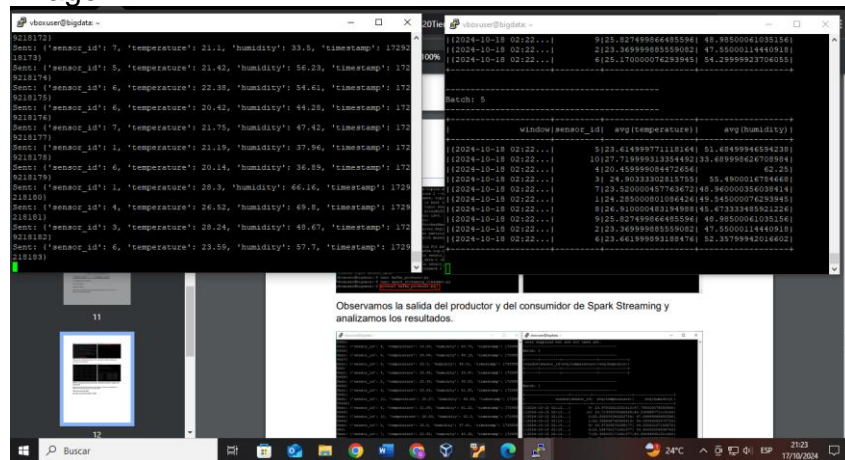 vboxuser@bigdata: ~
9218172}
Sent: {'sensor_id': 7, 'temperature': 21.1, 'humidity': 33.5, 'timestamp': 17292
18173}
Sent: {'sensor_id': 5, 'temperature': 21.42, 'humidity': 56.23, 'timestamp': 172
9218174}
Sent: {'sensor_id': 6, 'temperature': 22.38, 'humidity': 54.61, 'timestamp': 172
9218175}
Sent: {'sensor_id': 6, 'temperature': 20.42, 'humidity': 44.28, 'timestamp': 172
9218176}
Sent: {'sensor_id': 7, 'temperature': 21.75, 'humidity': 47.42, 'timestamp': 172
9218177}
Sent: {'sensor_id': 1, 'temperature': 21.19, 'humidity': 37.96, 'timestamp': 172
9218178}
Sent: {'sensor_id': 6, 'temperature': 20.14, 'humidity': 36.89, 'timestamp': 172
9218179}
Sent: {'sensor_id': 1, 'temperature': 28.3, 'humidity': 66.16, 'timestamp': 1729
218180}
Sent: {'sensor_id': 4, 'temperature': 26.52, 'humidity': 69.8, 'timestamp': 1729
218181}
Sent: {'sensor_id': 3, 'temperature': 28.24, 'humidity': 48.67, 'timestamp': 172
9218182}
Sent: {'sensor_id': 6, 'temperature': 23.59, 'humidity': 57.7, 'timestamp': 1729
218183}
20Tie
100%
vboxuser@bigdata: ~
|{2024-10-18 02:22...| 9|25.827499866485596| 48.98500061035156|
|{2024-10-18 02:22...| 2|23.369999885559082| 47.55000114440918|
|{2024-10-18 02:22...| 6|25.170000076293945| 54.29999923706055|
Batch: 5
| window|sensor_id| avg(temperature)| avg(humidity)|
|{2024-10-18 02:22...| 5|23.614999771118164| 51.68499946594238|
|{2024-10-18 02:22...| 10|27.719999313354492|33.689998626708984|
|{2024-10-18 02:22...| 4|20.459999084472656| 62.25|
|{2024-10-18 02:22...| 3| 24.90333302815755| 55.4900016784668|
|{2024-10-18 02:22...| 7|23.520000457763672|48.960000356038414|
|{2024-10-18 02:22...| 1|24.285000801086426|49.545000076293945|
|{2024-10-18 02:22...| 8|26.910000483194988|45.673333485921226|
|{2024-10-18 02:22...| 9|25.827499866485596| 48.98500061035156|
|{2024-10-18 02:22...| 2|23.369999885559082| 47.55000114440918|
|{2024-10-18 02:22...| 6|23.661999893188476| 52.35799942016602|
Observamos la salida del productor y del consumidor de Spark Streaming y
analizamos los resultados.
11
12
Buscar
24°C
ESP
21:23
17/10/2024